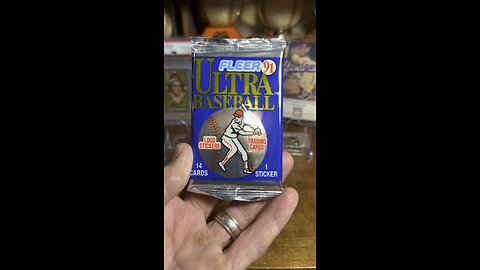 FLEER 91
ULTRA
BASEBALL
LOGO
STICKERS
TRADING
CARDS
14
CARDS
1
STICKER